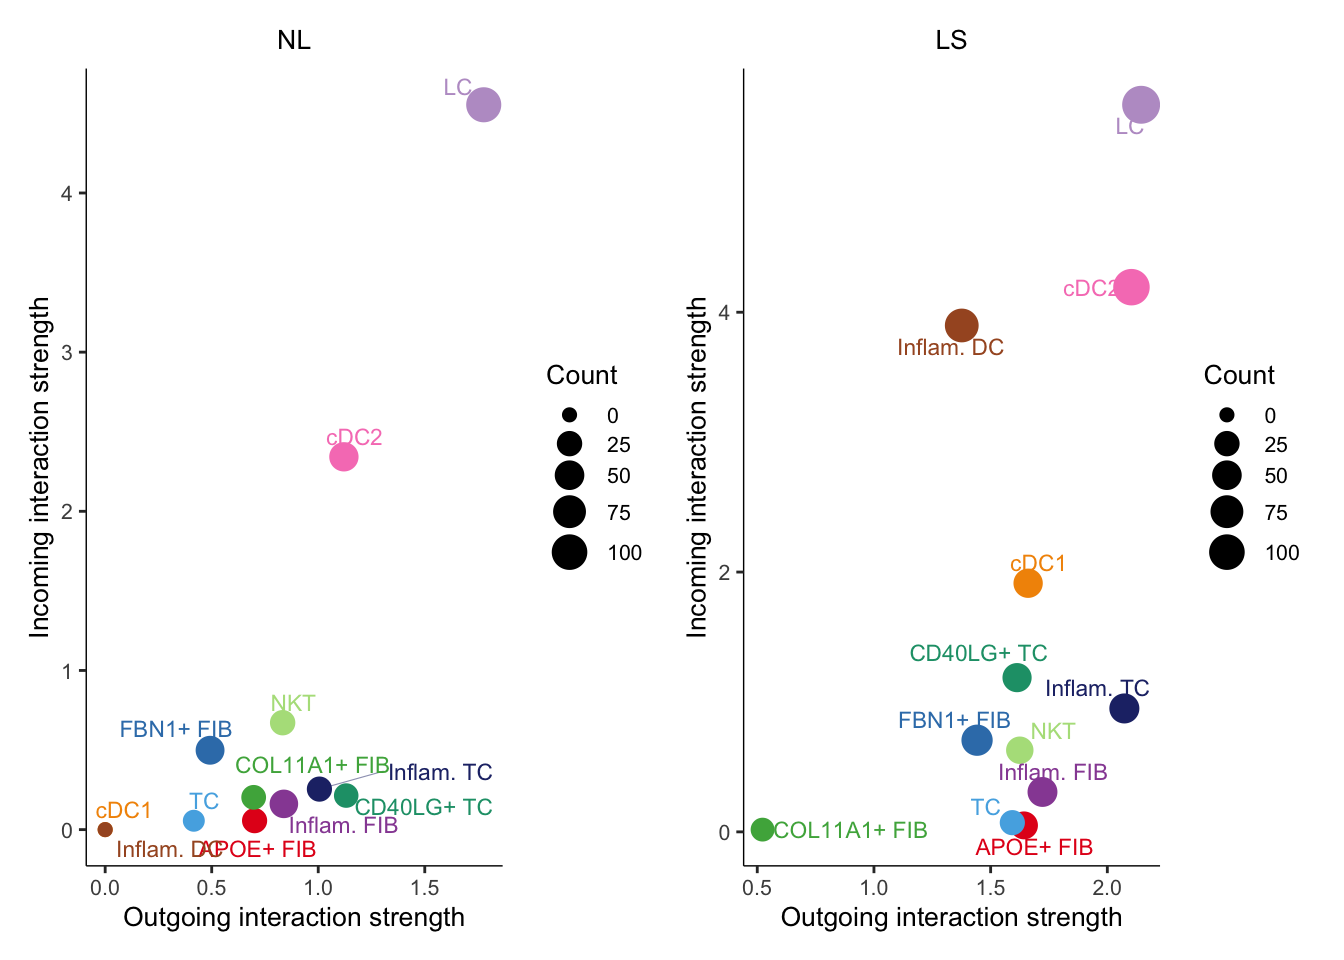 NL
LC
cDC2
NKT
FBN1+ FIB
COL11A1+ FIB
Inflam. TC
TC
CD40LG+ TC
cDC1
Inflam. FIB
Inflam. DC
APOE+ FIB
4
3
2
1
0
0.0 0.5 1.0 1.5
Outgoing interaction strength
Incoming interaction strength
Count
0
25
50
75
100
LS
LC
cDC2
Inflam. DC
cDC1
CD40LG+ TC
Inflam. TC
FBN1+ FIB
NKT
Inflam. FIB
TC
COL11A1+ FIB
APOE+ FIB
4
2
0
0.5 1.0 1.5 2.0
Outgoing interaction strength
Incoming interaction strength
Count
0
25
50
75
100